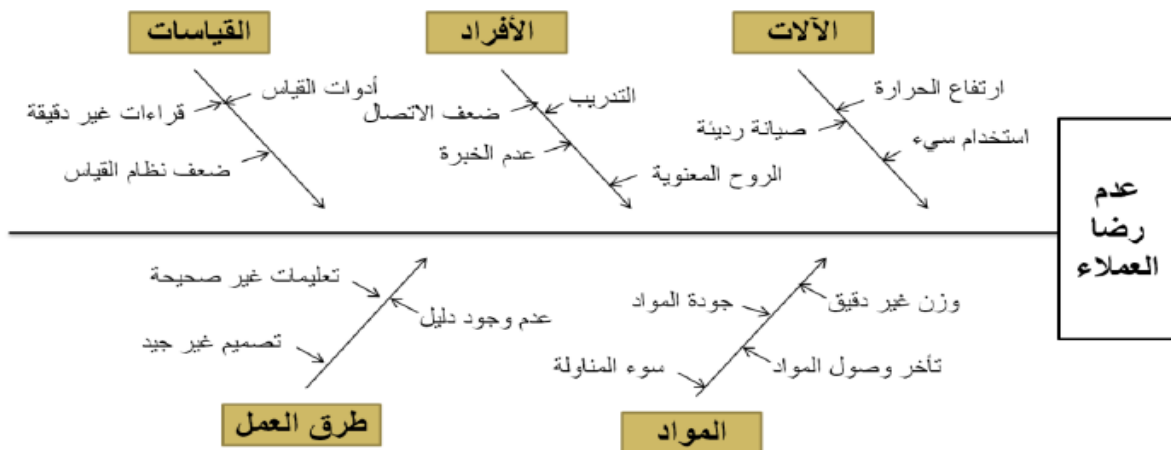 الآلات
الأفراد
القياسات
ارتفاع الحرارة
صيانة رديئة
استخدام سيء
التدريب
ضعف الاتصال
عدم الخبرة
الروح المعنوية
أدوات القياس
قراءات غير دقيقة
ضعف نظام القياس
عدم
رضا
العملاء
وزن غير دقيق
جودة المواد
تأخر وصول المواد
سوء المناولة
تعليمات غير صحيحة
عدم وجود دليل
تصميم غير جيد
المواد
طرق العمل